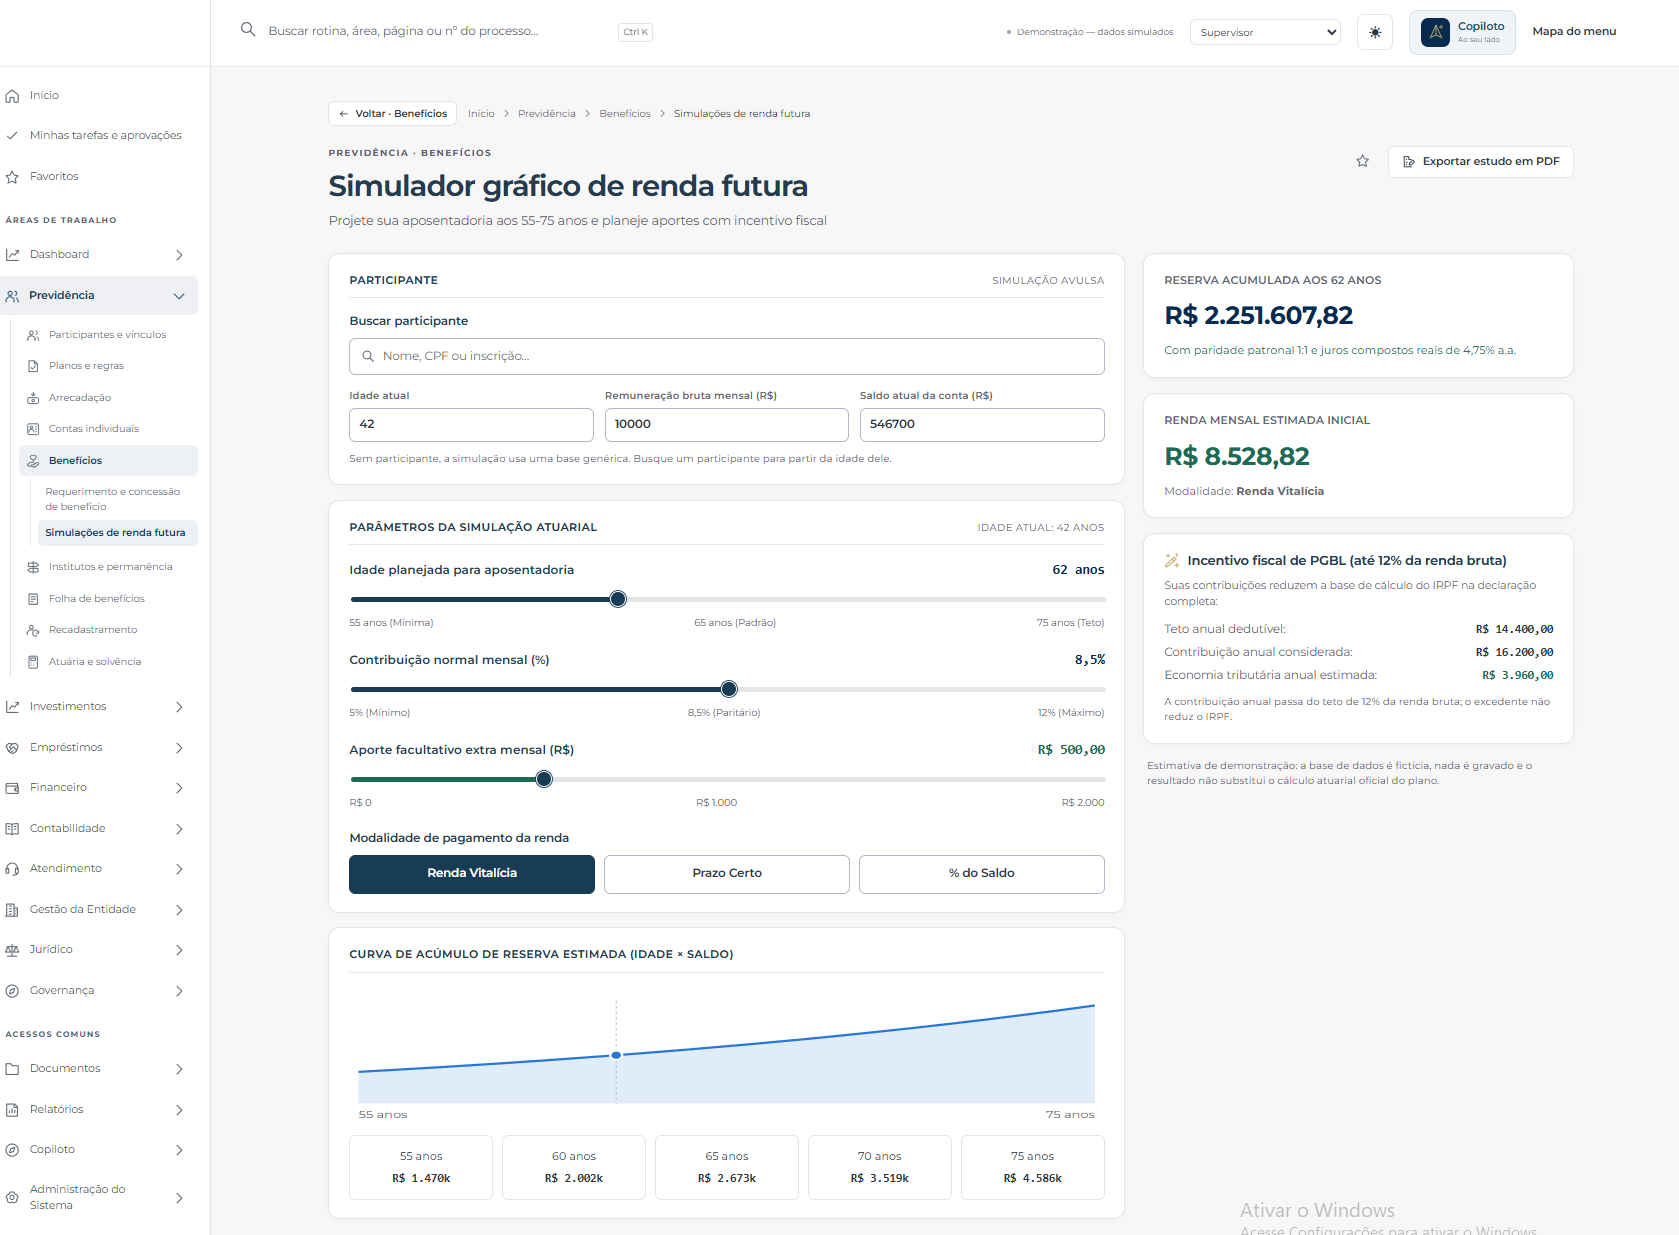 Buscar rotina, área, página ou nº do processo...
Ctrl K
Demonstração — dados simulados
Supervisor
Copiloto
Ao seu lado
Mapa do menu
Início
Minhas tarefas e aprovações
Favoritos
ÁREAS DE TRABALHO
Dashboard
Previdência
Participantes e vínculos
Planos e regras
Arrecadação
Contas individuais
Benefícios
Requerimento e concessão
de benefício
Simulações de renda futura
Institutos e permanência
Folha de benefícios
Recadastramento
Atuária e solvência
Investimentos
Empréstimos
Financeiro
Contabilidade
Atendimento
Gestão da Entidade
Jurídico
Governança
ACESSOS COMUNS
Documentos
Relatórios
Copiloto
Administração do
Sistema
Voltar · Benefícios
Início > Previdência > Benefícios > Simulações de renda futura
PREVIDÊNCIA · BENEFÍCIOS
Simulador gráfico de renda futura
Projete sua aposentadoria aos 55-75 anos e planeje aportes com incentivo fiscal
Exportar estudo em PDF
PARTICIPANTE
SIMULAÇÃO AVULSA
Buscar participante
Nome, CPF ou inscrição...
Idade atual
Remuneração bruta mensal (R$)
Saldo atual da conta (R$)
42
10000
546700
Sem participante, a simulação usa uma base genérica. Busque um participante para partir da idade dele.
PARÂMETROS DA SIMULAÇÃO ATUARIAL
IDADE ATUAL: 42 ANOS
Idade planejada para aposentadoria
62 anos
55 anos (Mínima)
65 anos (Padrão)
75 anos (Teto)
Contribuição normal mensal (%)
8,5%
5% (Mínimo)
8,5% (Paritário)
12% (Máximo)
Aporte facultativo extra mensal (R$)
R$ 500,00
R$ 0
R$ 1.000
R$ 2.000
Modalidade de pagamento da renda
Renda Vitalícia
Prazo Certo
% do Saldo
CURVA DE ACÚMULO DE RESERVA ESTIMADA (IDADE × SALDO)
55 anos
75 anos
55 anos
R$ 1.470k
60 anos
R$ 2.002k
65 anos
R$ 2.673k
70 anos
R$ 3.519k
75 anos
R$ 4.586k
RESERVA ACUMULADA AOS 62 ANOS
R$ 2.251.607,82
Com paridade patronal 1:1 e juros compostos reais de 4,75% a.a.
RENDA MENSAL ESTIMADA INICIAL
R$ 8.528,82
Modalidade: Renda Vitalícia
Incentivo fiscal de PGBL (até 12% da renda bruta)
Suas contribuições reduzem a base de cálculo do IRPF na declaração
completa:
Teto anual dedutível:
R$ 14.400,00
Contribuição anual considerada:
R$ 16.200,00
Economia tributária anual estimada:
R$ 3.960,00
A contribuição anual passa do teto de 12% da renda bruta; o excedente não
reduz o IRPF.
Estimativa de demonstração: a base de dados é fictícia, nada é gravado e o
resultado não substitui o cálculo atuarial oficial do plano.
Ativar o Windows
Acesse Configurações para ativar o Windows.